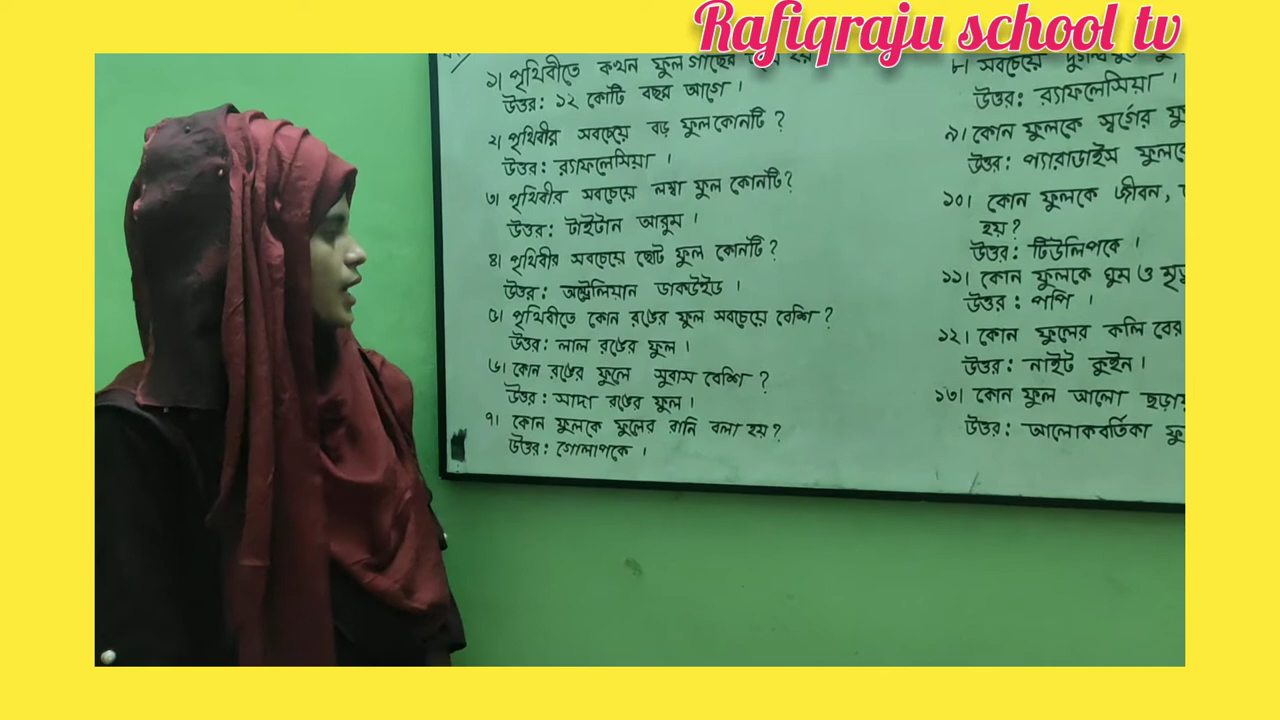 Rafiqraju school tv
১। পৃথিবীতে কখন ফুল গাছের হয়
উত্তর: ১২ কোটি বছর আগে।
২। পৃথিবীর সবচেয়ে বড় ফুল কোনটি?
উত্তর: র‍্যাফলেসিয়া।
৩। পৃথিবীর সবচেয়ে লম্বা ফুল কোনটি?
উত্তর: টাইটান আরুম।
৪। পৃথিবীর সবচেয়ে ছোট ফুল কোনটি?
উত্তর: অস্ট্রেলিয়ান ডাকউইড।
৫। পৃথিবীতে কোন রঙের ফুল সবচেয়ে বেশি?
উত্তর: লাল রঙের ফুল।
৬। কোন রঙের ফুলে সুবাস বেশি?
উত্তর: সাদা রঙের ফুল।
৭। কোন ফুলকে ফুলের রানি বলা হয়?
উত্তর: গোলাপকে।
৮। সবচেয়ে
উত্তর: র‍্যাফলেসিয়া।
৯। কোন ফুলকে স্বর্গের
উত্তর: প্যারাডাইস ফুলকে
১০। কোন ফুলকে জীবন,
হয়?
উত্তর: টিউলিপকে।
১১। কোন ফুলকে ঘুম ও
উত্তর: পপি।
১২। কোন ফুলের কলি বের
উত্তর: নাইট কুইন।
১৩। কোন ফুল আলো ছড়ায়
উত্তর: আলোকবর্তিকা